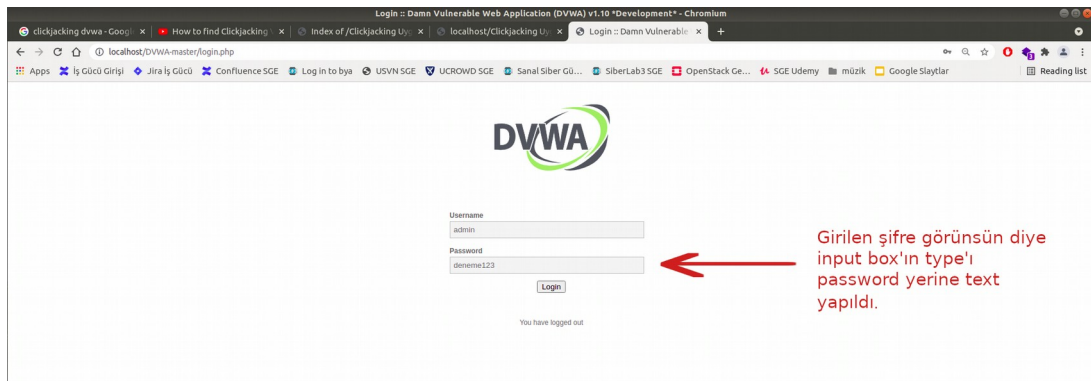 Login :: Damn Vulnerable Web Application (DVWA) v1.10 *Development* - Chromium
clickjacking dvwa - Googl
How to find Clickjacking
Index of /Clickjacking Uy
localhost/Clickjacking Uy
Login :: Damn Vulnerable
localhost/DVWA-master/login.php
Apps İş Gücü Girişi Jira İş Gücü Confluence SGE Log in to bya USVN SGE UCROWD SGE Sanal Siber Gü... SiberLab3 SGE OpenStack Ge... SGE Udemy müzik Google Slaytlar Reading list
DVWA
Username
admin
Password
deneme123
Login
You have logged out
Girilen şifre görünsün diye
input box'ın type'ı
password yerine text
yapıldı.